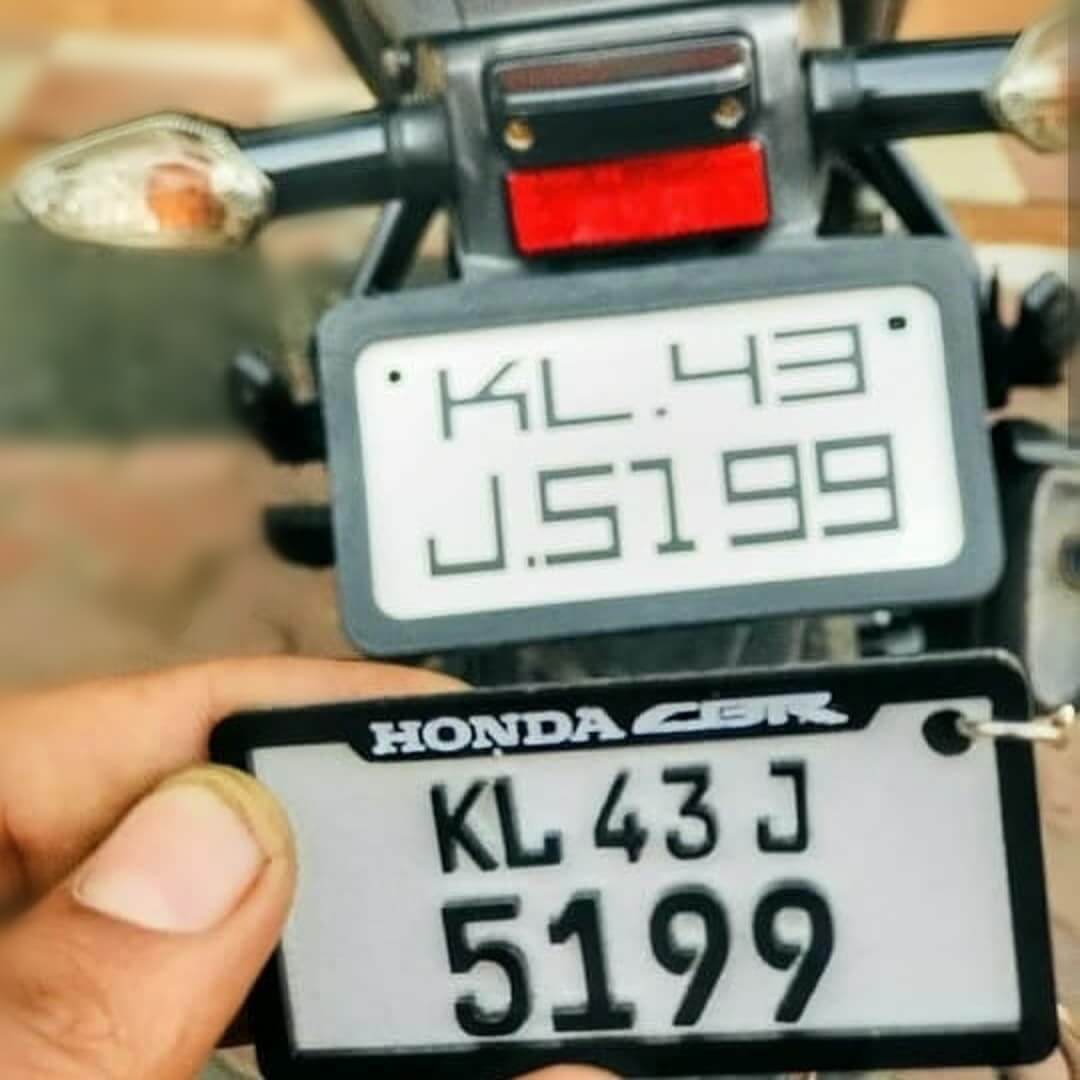 KL.43
J.5199
HONDA CBR
KL 43 J
5199